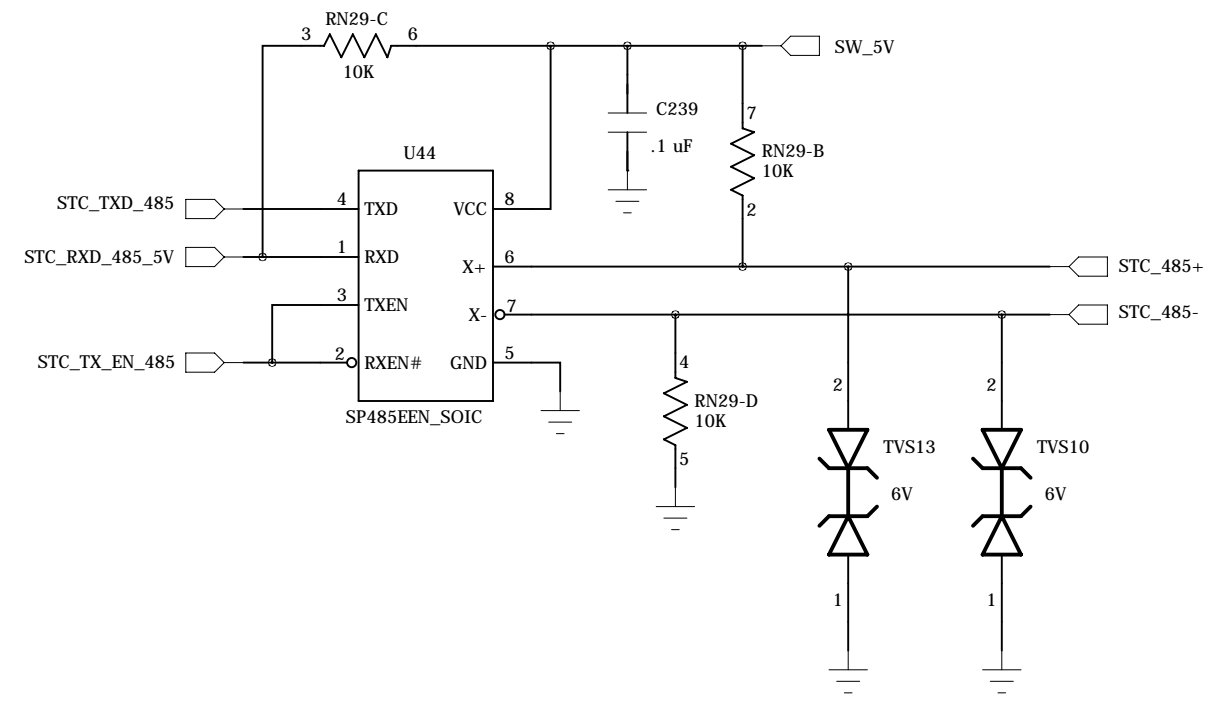 RN29-C
3
6
10K
SW_5V
C239
.1 uF
7
RN29-B
10K
2
U44
STC_TXD_485
4
TXD
VCC
8
STC_RXD_485_5V
1
RXD
X+
6
STC_485+
3
TXEN
X-
7
STC_485-
STC_TX_EN_485
2
RXEN#
GND
5
SP485EEN_SOIC
4
RN29-D
10K
5
2
TVS13
6V
1
2
TVS10
6V
1